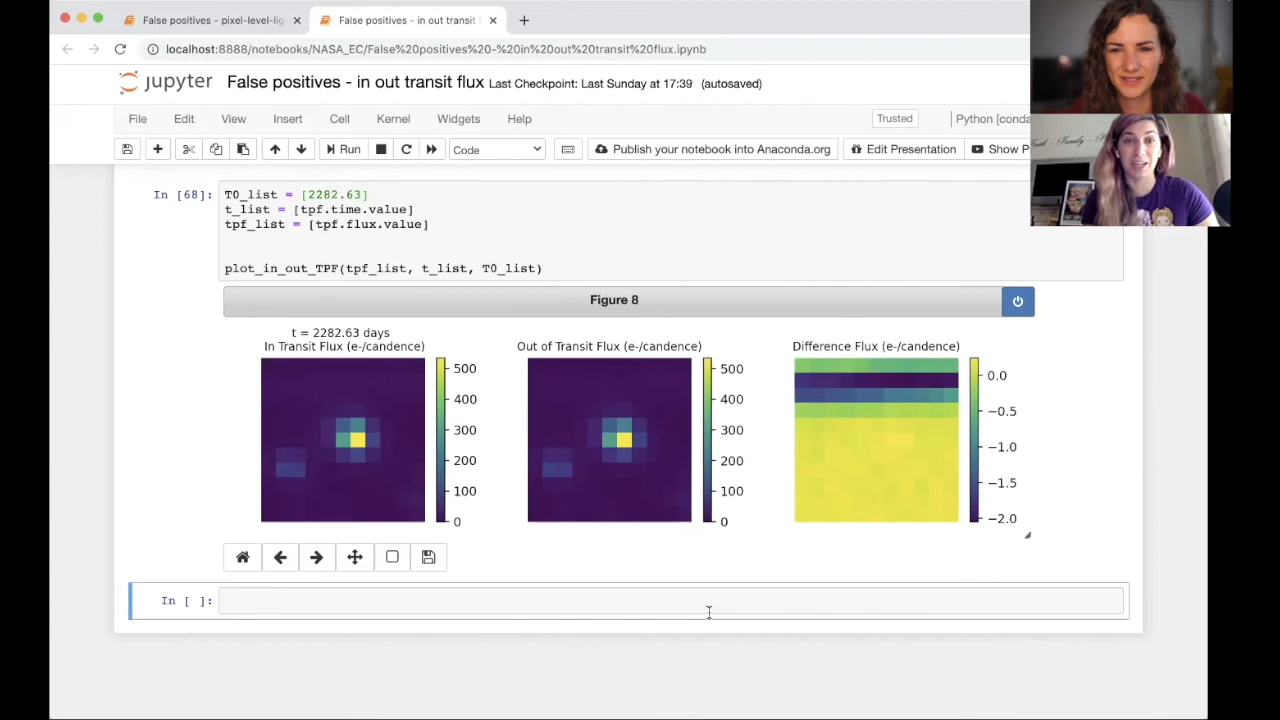 False positives - pixel-level-lig
False positives - in out transit f
localhost:8888/notebooks/NASA_EC/False%20positives%20-%20in%20out%20transit%20flux.ipynb
jupyter False positives - in out transit flux Last Checkpoint: Last Sunday at 17:39 (autosaved)
File Edit View Insert Cell Kernel Widgets Help Trusted Python [conda
Run Code Publish your notebook into Anaconda.org Edit Presentation Show P
In [68]: T0_list = [2282.63]
t_list = [tpf.time.value]
tpf_list = [tpf.flux.value]
plot_in_out_TPF(tpf_list, t_list, T0_list)
Figure 8
t = 2282.63 days
In Transit Flux (e-/candence) Out of Transit Flux (e-/candence) Difference Flux (e-/candence)
500 500 0.0
400 400 −0.5
300 300 −1.0
200 200 −1.5
100 100 −2.0
0 0
In [ ]: